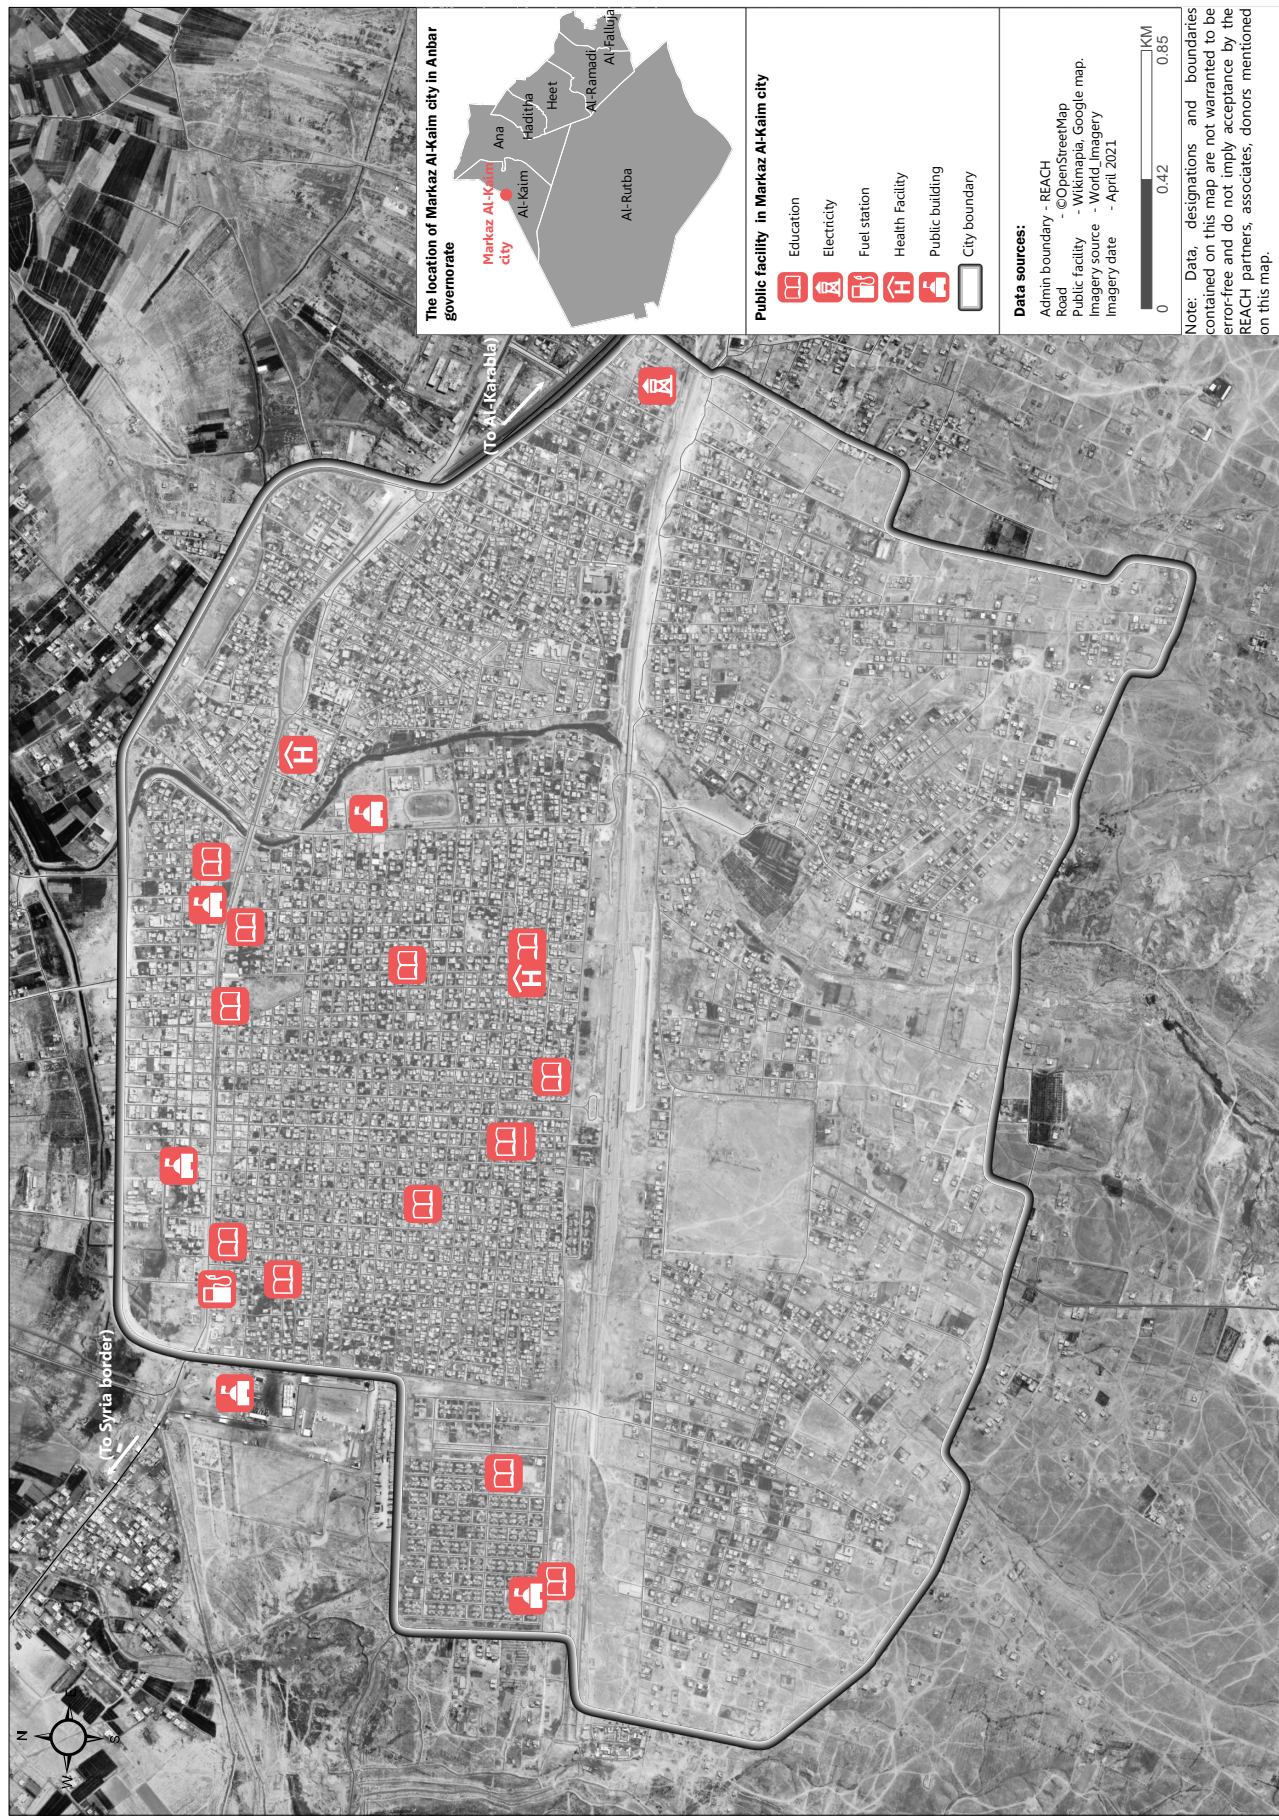 N
W
S
(To Syria border)
(To Al-Karabla)
The location of Markaz Al-Kaim city in Anbar
governorate
Markaz Al-Kaim
city
Al-Kaim
Ana
Haditha
Heet
Al-Ramadi
Al-Falluja
Al-Rutba
Public facility in Markaz Al-Kaim city
Education
Electricity
Fuel station
Health Facility
Public building
City boundary
Data sources:
Admin boundary - REACH
Road - ©OpenStreetMap
Public facility - Wikimapia, Google map.
Imagery source - World_Imagery
Imagery date - April 2021
0 0.42 0.85
KM
Note: Data, designations and boundaries
contained on this map are not warranted to be
error-free and do not imply acceptance by the
REACH partners, associates, donors mentioned
on this map.